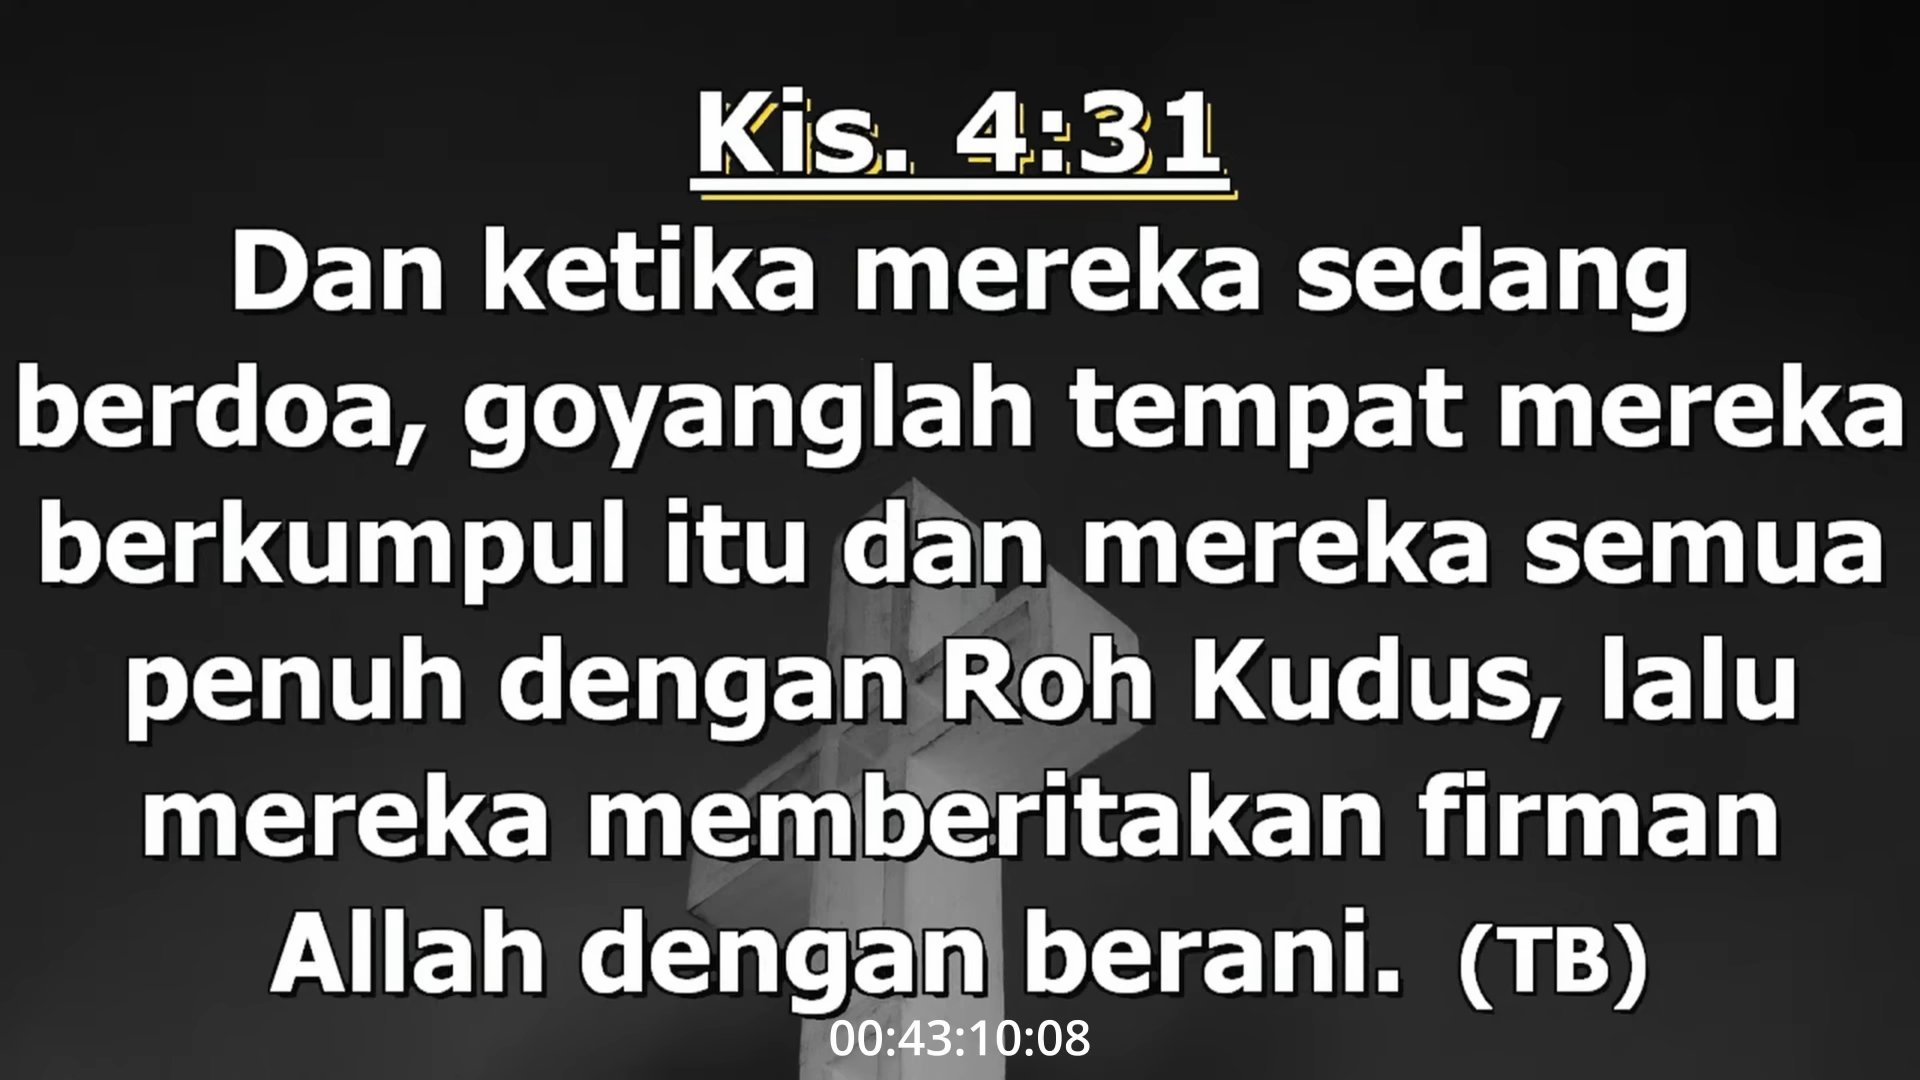 Kis. 4:31
Dan ketika mereka sedang
berdoa, goyanglah tempat mereka
berkumpul itu dan mereka semua
penuh dengan Roh Kudus, lalu
mereka memberitakan firman
Allah dengan berani. (TB)
00:43:10:08